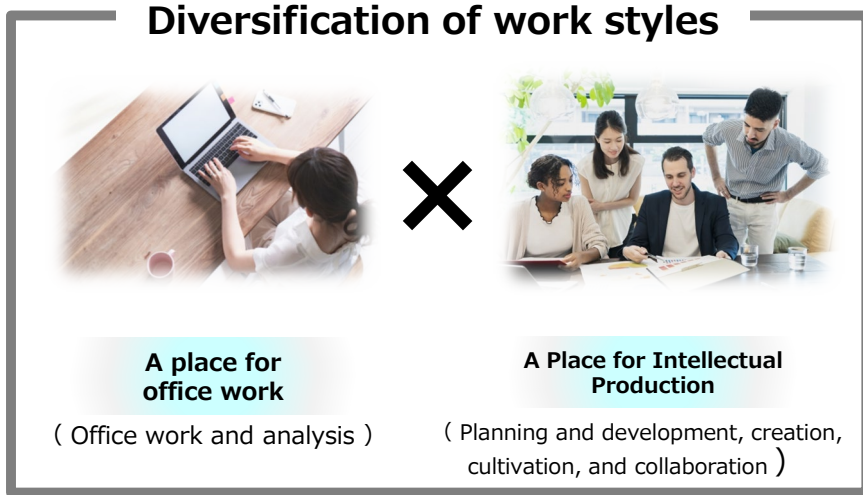 Diversification of work styles
×
A place for
office work
( Office work and analysis )
A Place for Intellectual
Production
( Planning and development, creation,
cultivation, and collaboration )